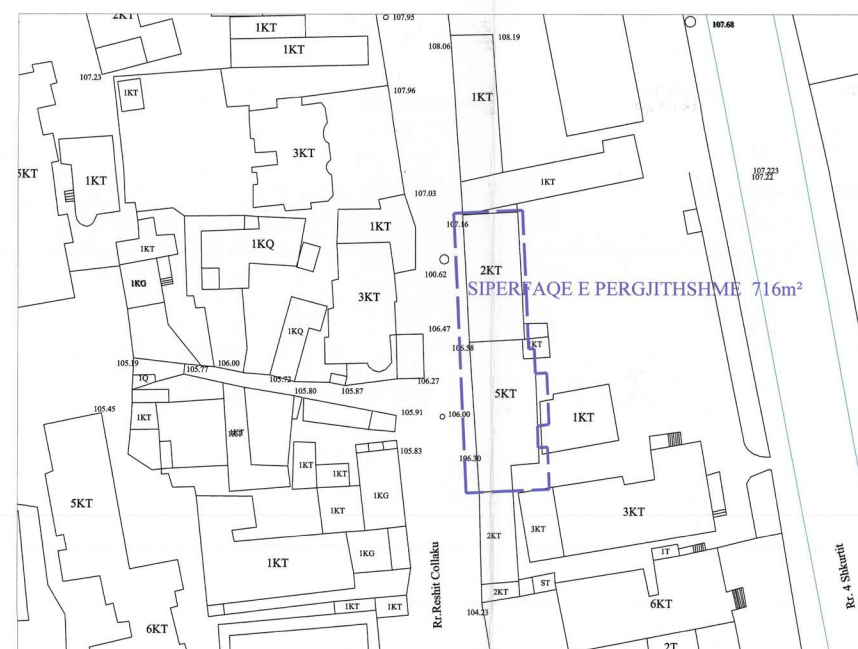 2KT
107.95
1KT
108.06
108.19
107.68
1KT
107.23
1KT
107.96
1KT
3KT
5KT
1KT
1KT
107.223
107.22
107.03
107.16
1KT
1KQ
1KT
2KT
100.62
1KG
3KT
SIPERFAQE E PERGJITHSHME 716m²
1KQ
106.47
106.58
KT
105.19
105.77
106.00
105.72
106.27
1Q
105.80
105.87
5KT
105.45
1KT
105.91
106.00
1KT
1KT
105.83
106.30
1KT
1KT
5KT
1KG
1KT
3KT
3KT
2KT
1KT
1KG
1T
Rr.Reshit Collaku
Rr. 4 Shkurtit
2KT
ST
1KT
1KT
104.23
6KT
6KT
2T